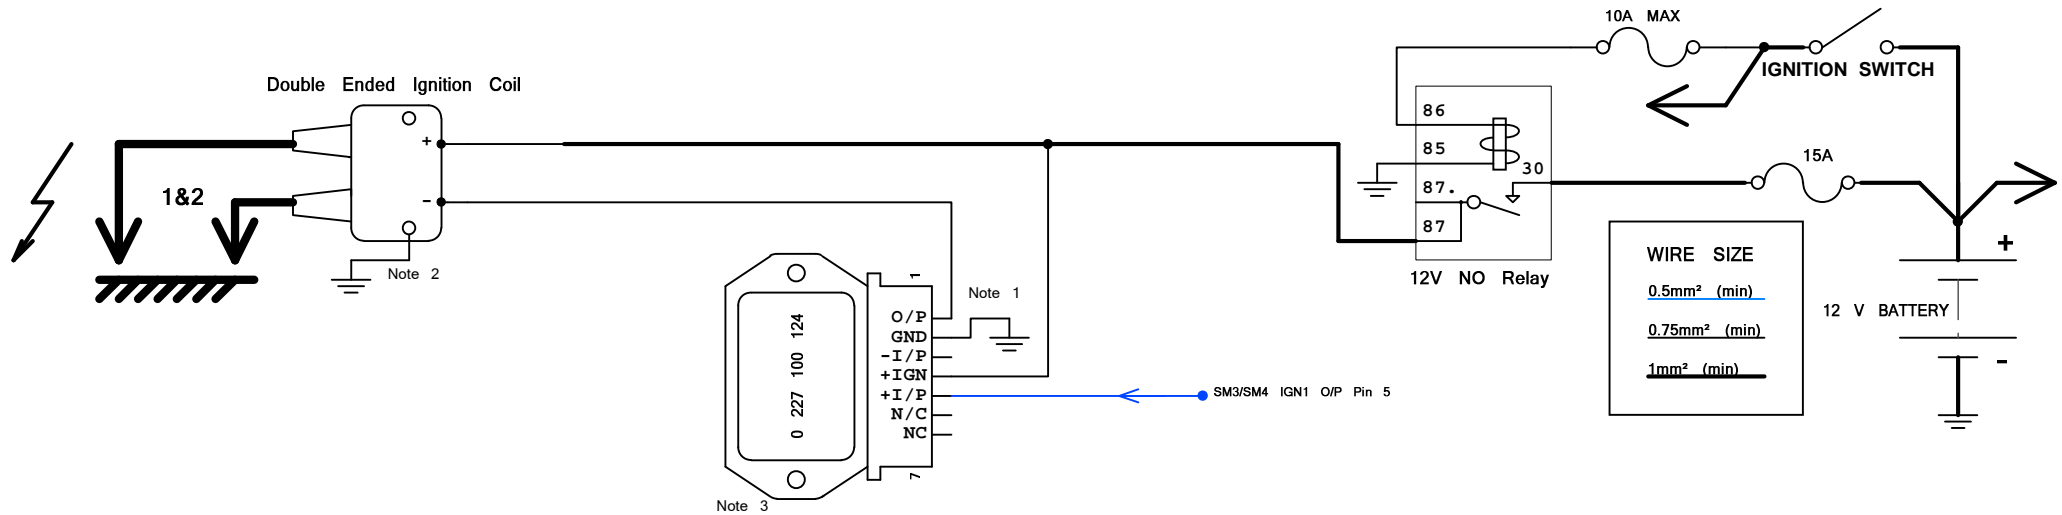 10A MAX
IGNITION SWITCH
Double Ended Ignition Coil
86
+
85
15A
30
1&2
-
87.
87
+
WIRE SIZE
Note 2
12V NO Relay
1
Note 1
0.5mm² (min)
12 V BATTERY
O/P
GND
0.75mm² (min)
-I/P
-
+IGN
1mm² (min)
+I/P
SM3/SM4 IGN1 O/P Pin 5
N/C
NC
0 227 100 124
7
Note 3